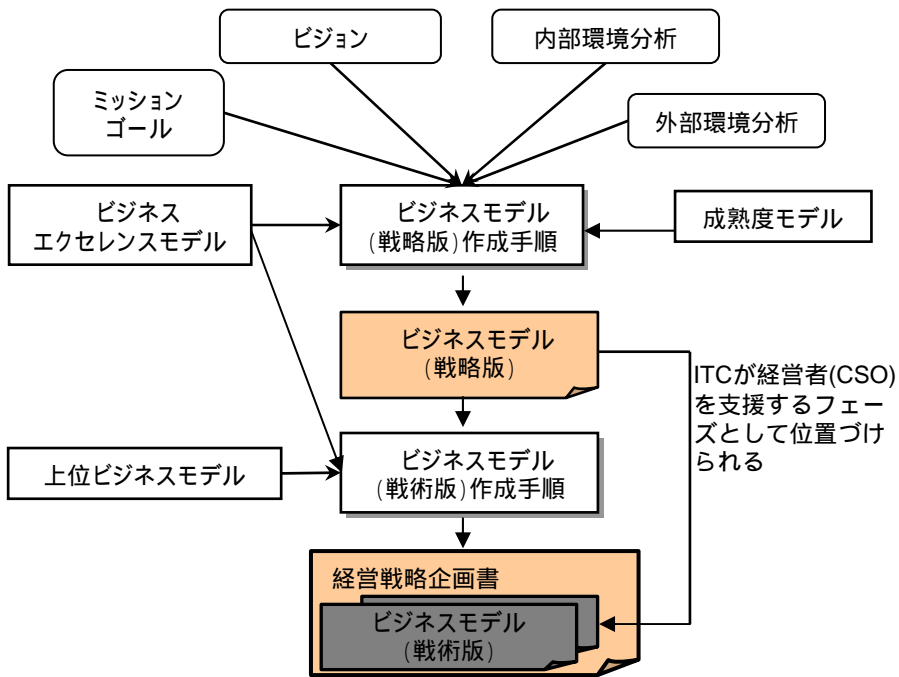 ビジョン
内部環境分析
ミッション
ゴール
外部環境分析
ビジネス
エクセレンスモデル
ビジネスモデル
(戦略版)作成手順
成熟度モデル
ビジネスモデル
(戦略版)
ITCが経営者(CSO)
を支援するフェー
ズとして位置づけ
られる
上位ビジネスモデル
ビジネスモデル
(戦術版)作成手順
経営戦略企画書
ビジネスモデル
(戦術版)